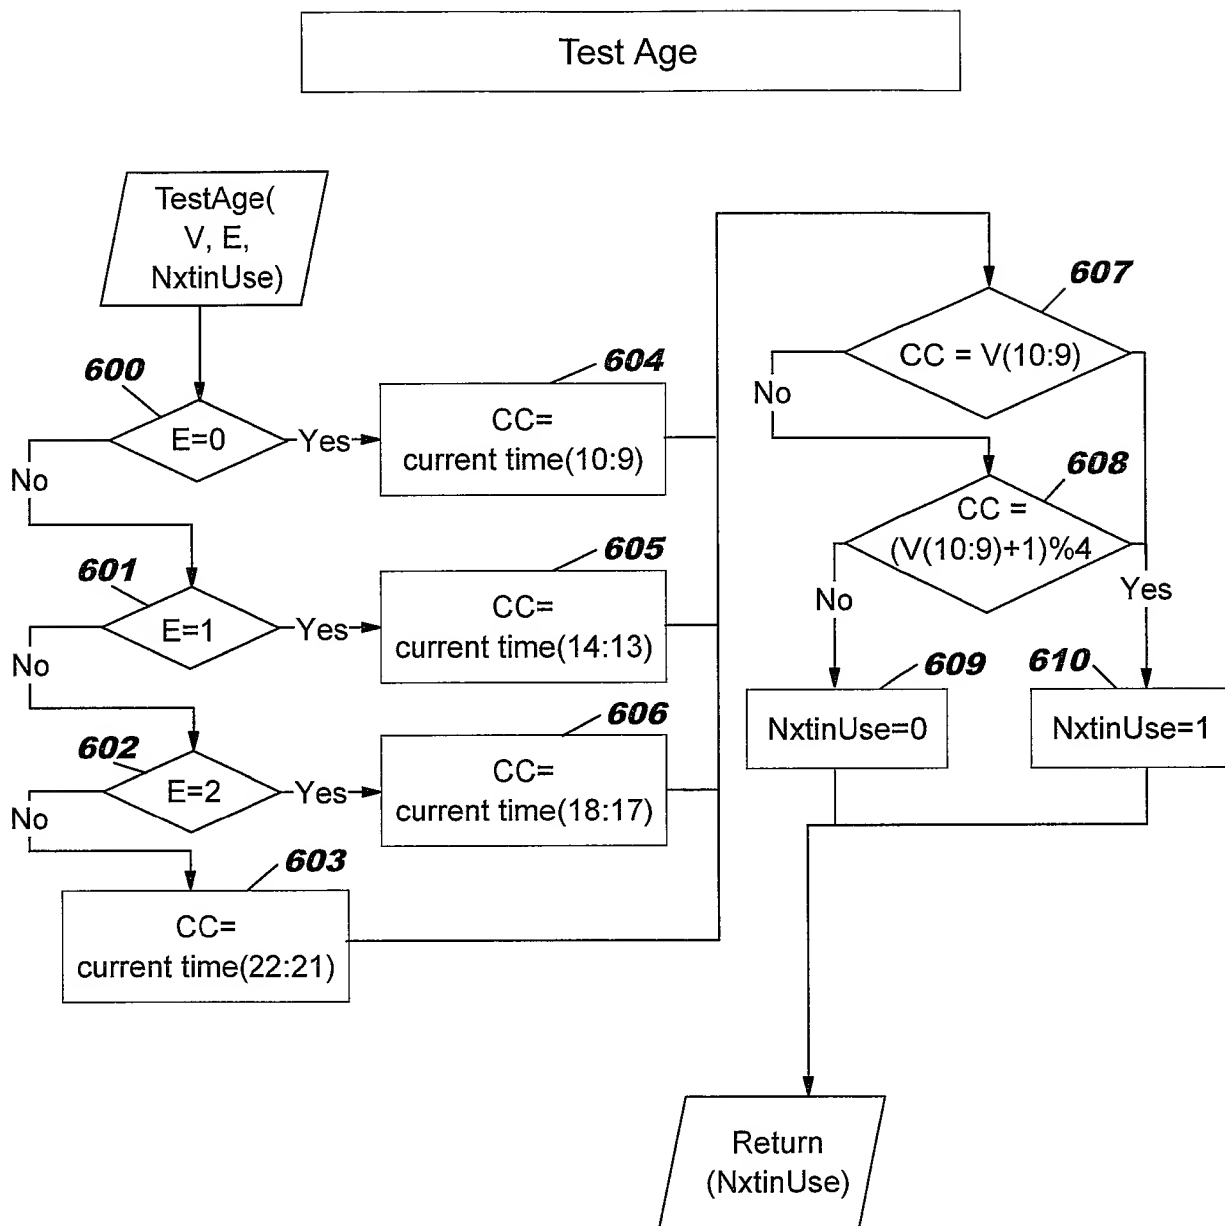 Test Age
TestAge(
V, E,
NxtinUse)
600
E=0
Yes
No
604
CC=
current time(10:9)
601
E=1
Yes
No
605
CC=
current time(14:13)
602
E=2
Yes
No
606
CC=
current time(18:17)
603
CC=
current time(22:21)
607
CC = V(10:9)
No
608
CC =
(V(10:9)+1)%4
No
Yes
609
NxtinUse=0
610
NxtinUse=1
Return
(NxtinUse)